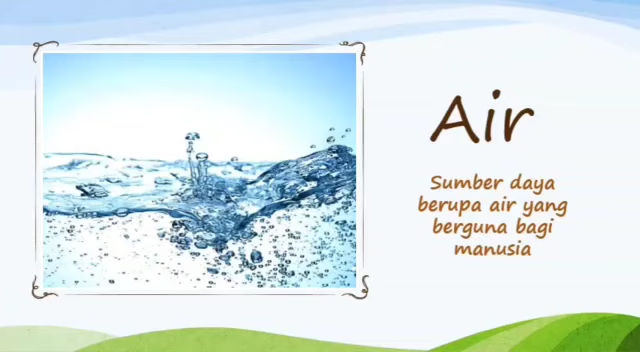 Air
Sumber daya
berupa air yang
berguna bagi
manusia